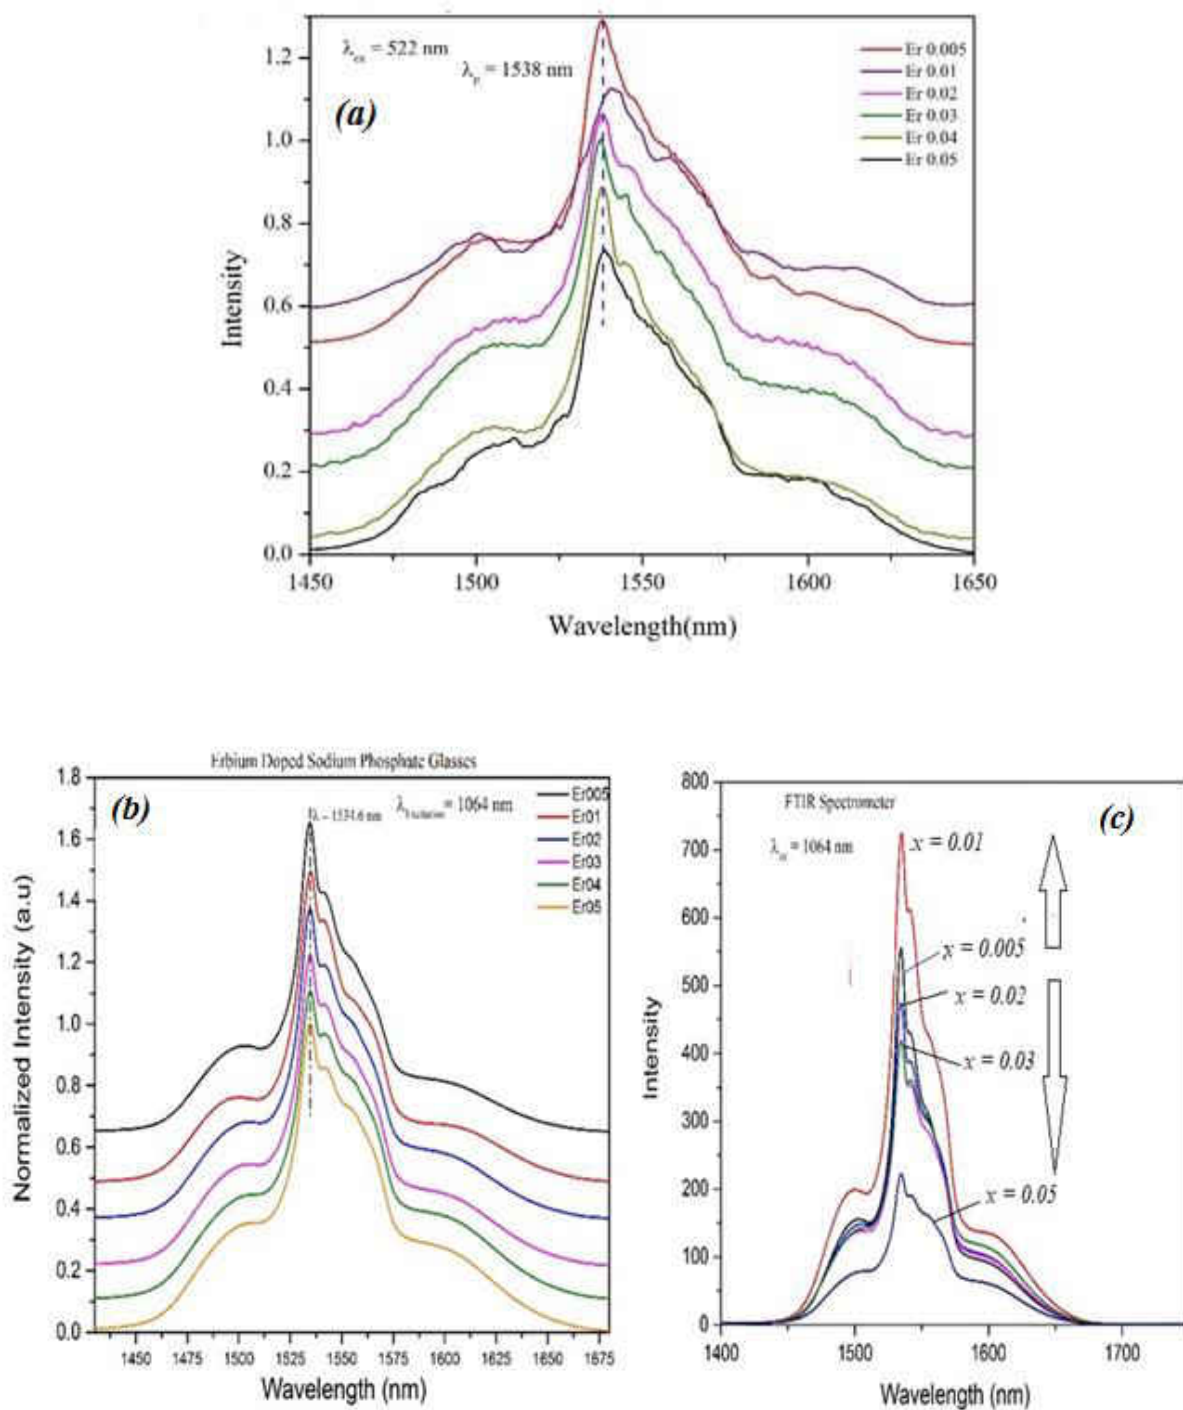 λex = 522 nm
λp = 1538 nm
(a)
Er 0.005
Er 0.01
Er 0.02
Er 0.03
Er 0.04
Er 0.05
Intensity
1.2
1.0
0.8
0.6
0.4
0.2
0.0
1450 1500 1550 1600 1650
Wavelength(nm)
Erbium Doped Sodium Phosphate Glasses
(b)
λ = 1534.6 nm
λExcitation = 1064 nm
Er005
Er01
Er02
Er03
Er04
Er05
Normalized Intensity (a.u)
1.8
1.6
1.4
1.2
1.0
0.8
0.6
0.4
0.2
0.0
1450 1475 1500 1525 1550 1575 1600 1625 1650 1675
Wavelength (nm)
FTIR Spectrometer
(c)
λex = 1064 nm
x = 0.01
x = 0.005
x = 0.02
x = 0.03
x = 0.05
Intensity
800
700
600
500
400
300
200
100
0
1400 1500 1600 1700
Wavelength (nm)